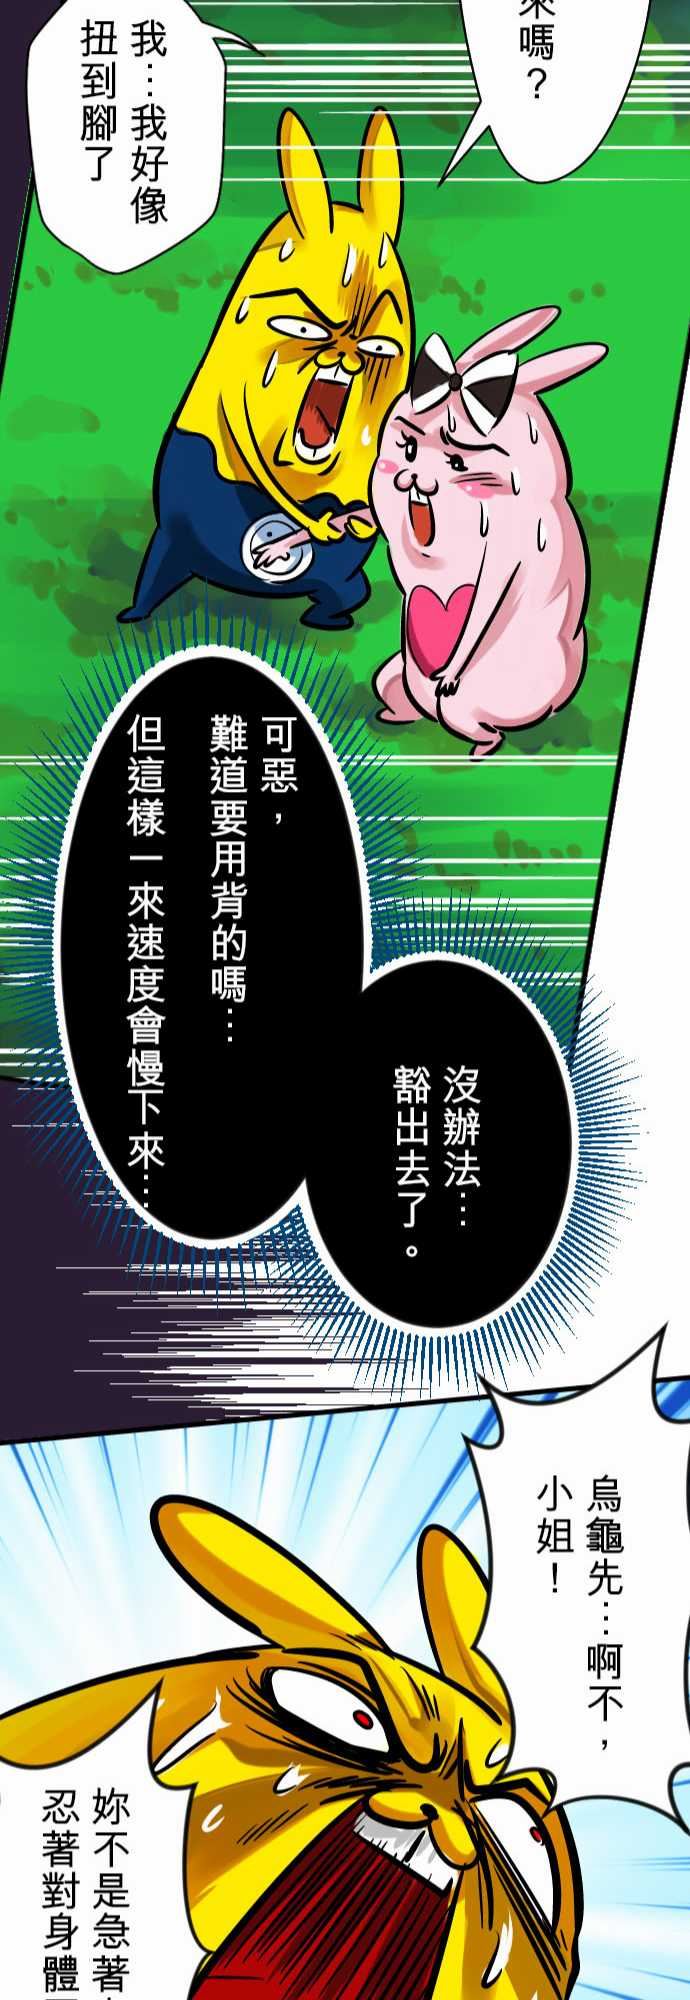 來嗎？
我…我好像
扭到腳了
可惡，
難道要用背的嗎…
但這樣一來速度會慢下來…
沒辦法…
豁出去了。
烏龜先…啊不，
小姐！
妳不是急著
忍著對身體